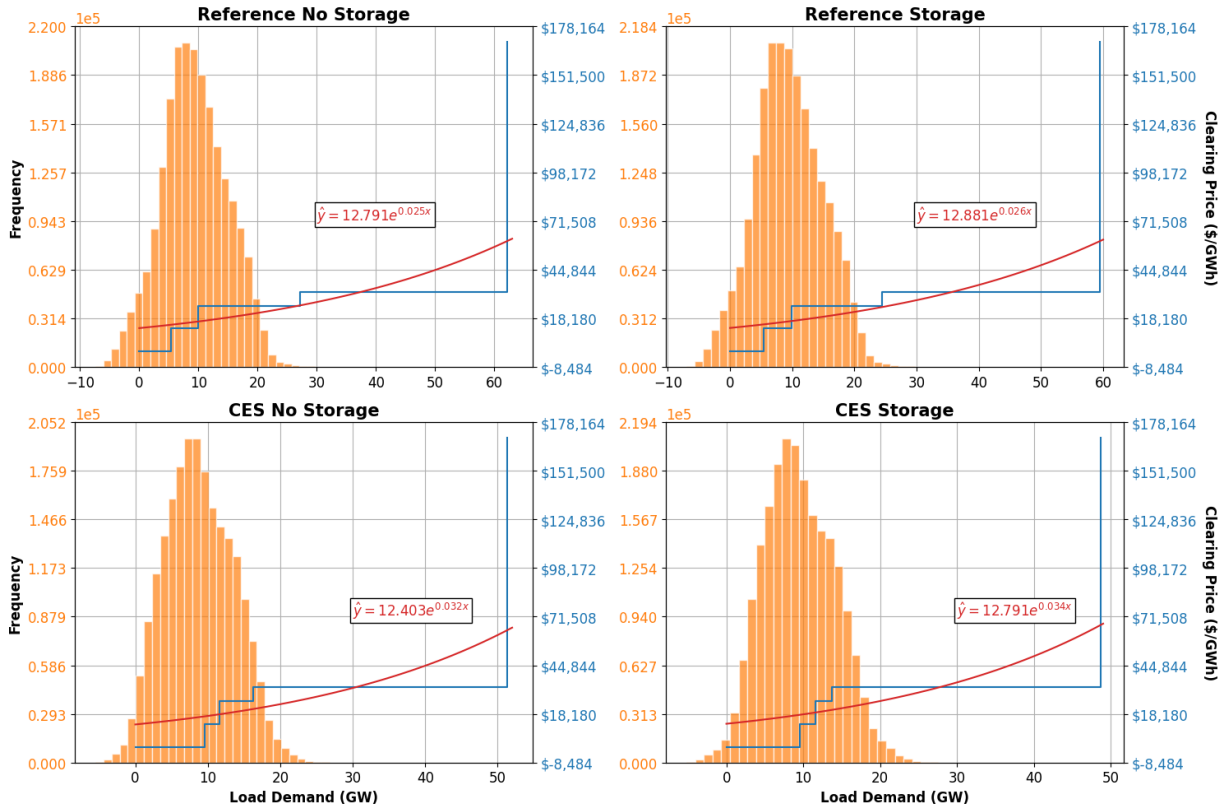 Reference No Storage
1e5
2.200
1.886
1.571
1.257
0.943
0.629
0.314
0.000
Frequency
$178,164
$151,500
$124,836
$98,172
$71,508
$44,844
$18,180
$-8,484
ŷ = 12.791e^{0.025x}
−10 0 10 20 30 40 50 60
Reference Storage
1e5
2.184
1.872
1.560
1.248
0.936
0.624
0.312
0.000
$178,164
$151,500
$124,836
$98,172
$71,508
$44,844
$18,180
$-8,484
Clearing Price ($/GWh)
ŷ = 12.881e^{0.026x}
−10 0 10 20 30 40 50 60
CES No Storage
1e5
2.052
1.759
1.466
1.173
0.879
0.586
0.293
0.000
Frequency
$178,164
$151,500
$124,836
$98,172
$71,508
$44,844
$18,180
$-8,484
ŷ = 12.403e^{0.032x}
0 10 20 30 40 50
Load Demand (GW)
CES Storage
1e5
2.194
1.880
1.567
1.254
0.940
0.627
0.313
0.000
$178,164
$151,500
$124,836
$98,172
$71,508
$44,844
$18,180
$-8,484
Clearing Price ($/GWh)
ŷ = 12.791e^{0.034x}
0 10 20 30 40 50
Load Demand (GW)